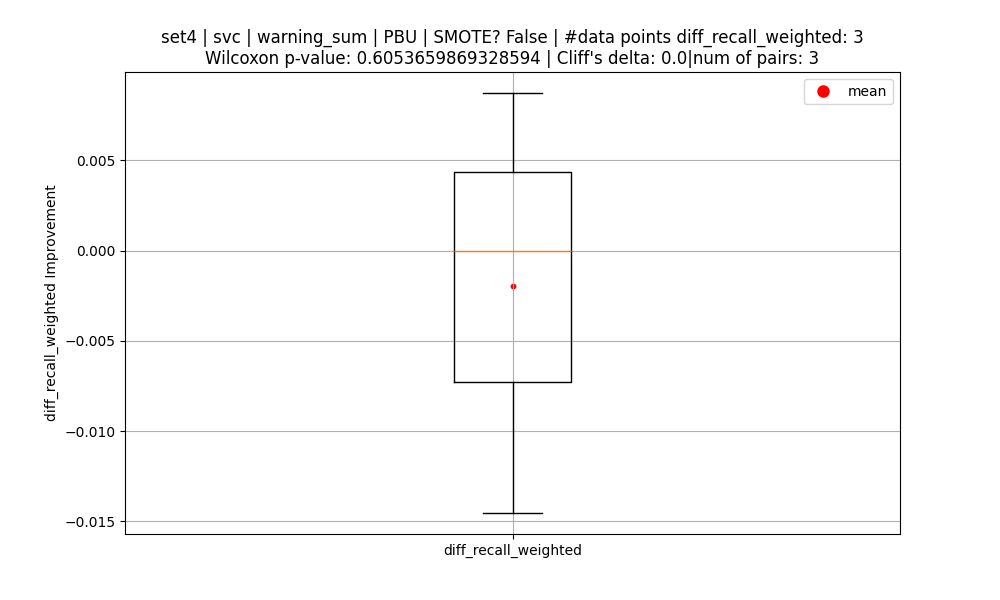 set4 | svc | warning_sum | PBU | SMOTE? False | #data points diff_recall_weighted: 3
Wilcoxon p-value: 0.6053659869328594 | Cliff's delta: 0.0|num of pairs: 3
mean
0.005
0.000
−0.005
−0.010
−0.015
diff_recall_weighted Improvement
diff_recall_weighted